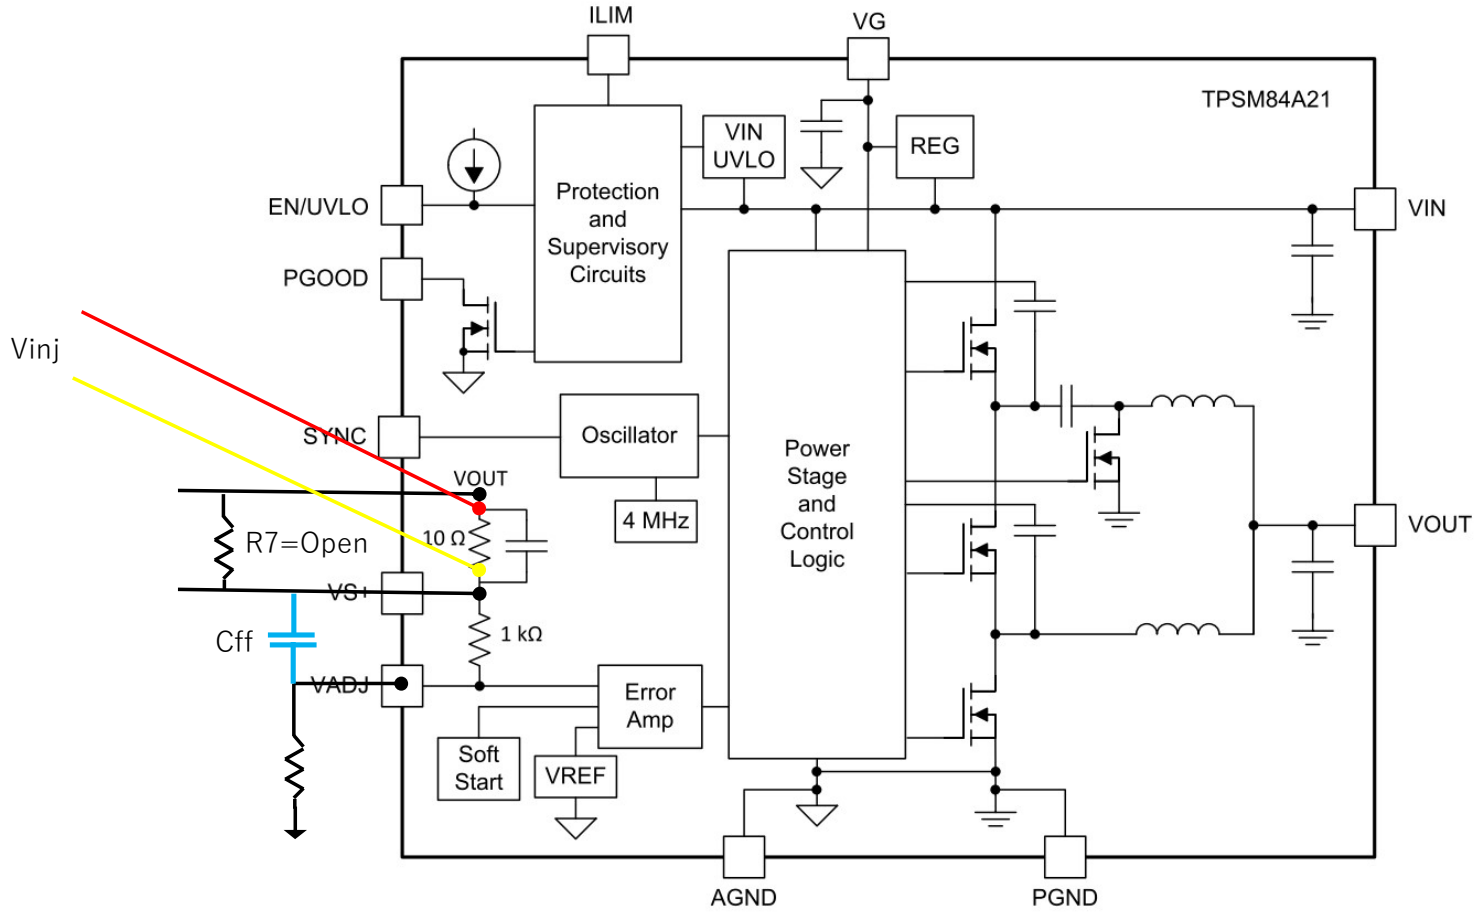 ILIM
VG
TPSM84A21
VIN
UVLO
REG
Protection
and
Supervisory
Circuits
EN/UVLO
VIN
PGOOD
Vinj
SYNC
Oscillator
Power
Stage
and
Control
Logic
VOUT
4 MHz
VOUT
10 Ω
R7=Open
VS+
Cff
1 kΩ
VADJ
Error
Amp
Soft
Start
VREF
AGND
PGND